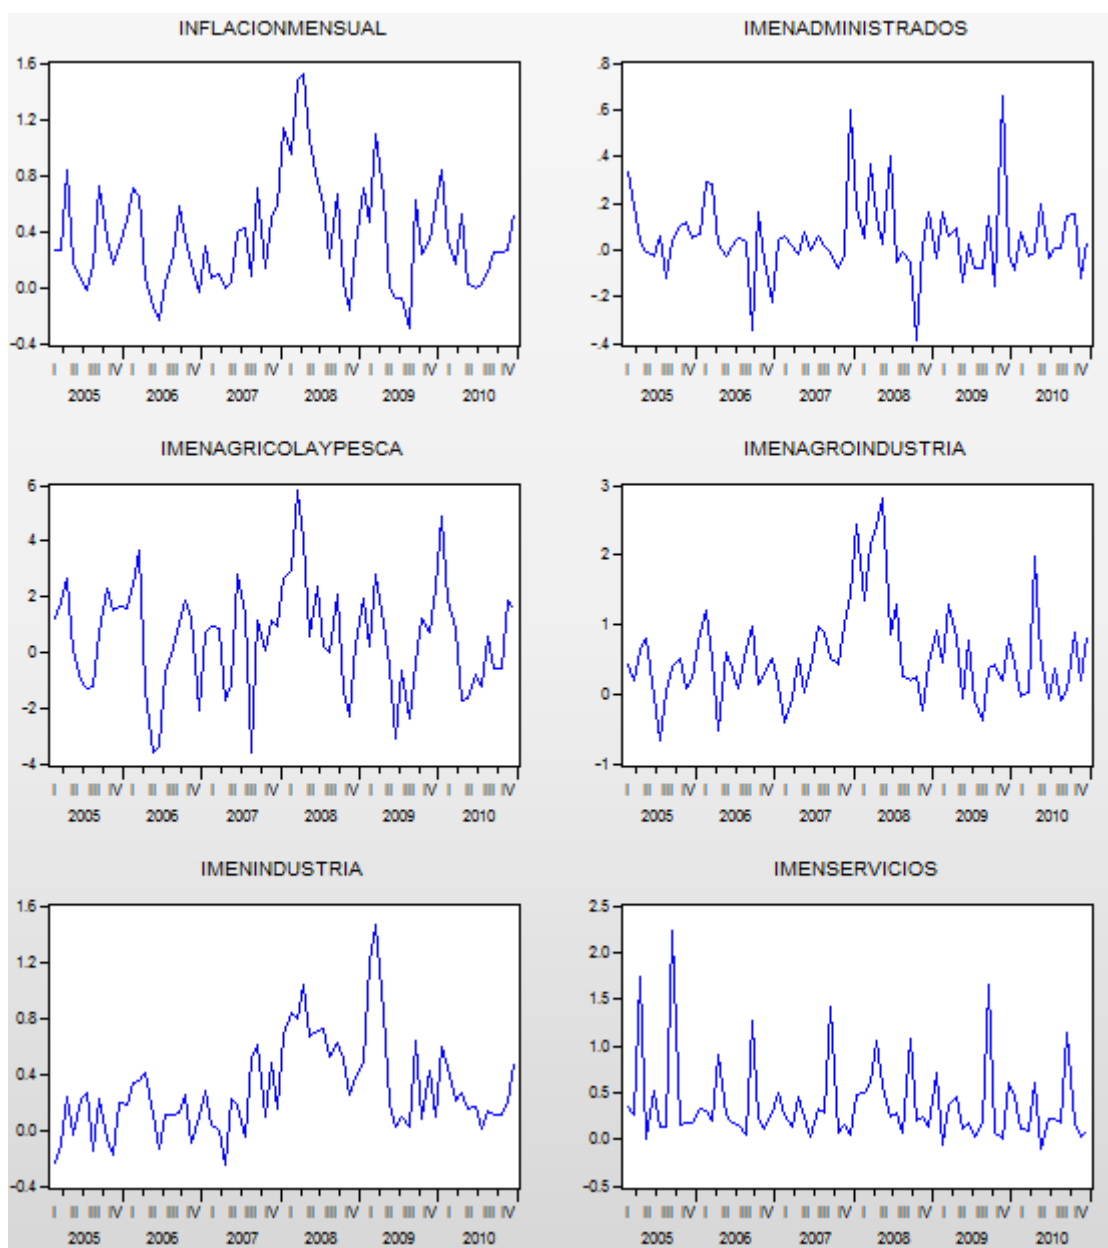 INFLACIONMENSUAL
1.6
1.2
0.8
0.4
0.0
-0.4
I II III IV I II III IV I II III IV I II III IV I II III IV I II III IV
2005 2006 2007 2008 2009 2010
IMENADMINISTRADOS
.8
.6
.4
.2
.0
-.2
-.4
I II III IV I II III IV I II III IV I II III IV I II III IV I II III IV
2005 2006 2007 2008 2009 2010
IMENAGRICOLAYPESCA
6
4
2
0
-2
-4
I II III IV I II III IV I II III IV I II III IV I II III IV I II III IV
2005 2006 2007 2008 2009 2010
IMENAGROINDUSTRIA
3
2
1
0
-1
I II III IV I II III IV I II III IV I II III IV I II III IV I II III IV
2005 2006 2007 2008 2009 2010
IMENINDUSTRIA
1.6
1.2
0.8
0.4
0.0
-0.4
I II III IV I II III IV I II III IV I II III IV I II III IV I II III IV
2005 2006 2007 2008 2009 2010
IMENSERVICIOS
2.5
2.0
1.5
1.0
0.5
0.0
-0.5
I II III IV I II III IV I II III IV I II III IV I II III IV I II III IV
2005 2006 2007 2008 2009 2010